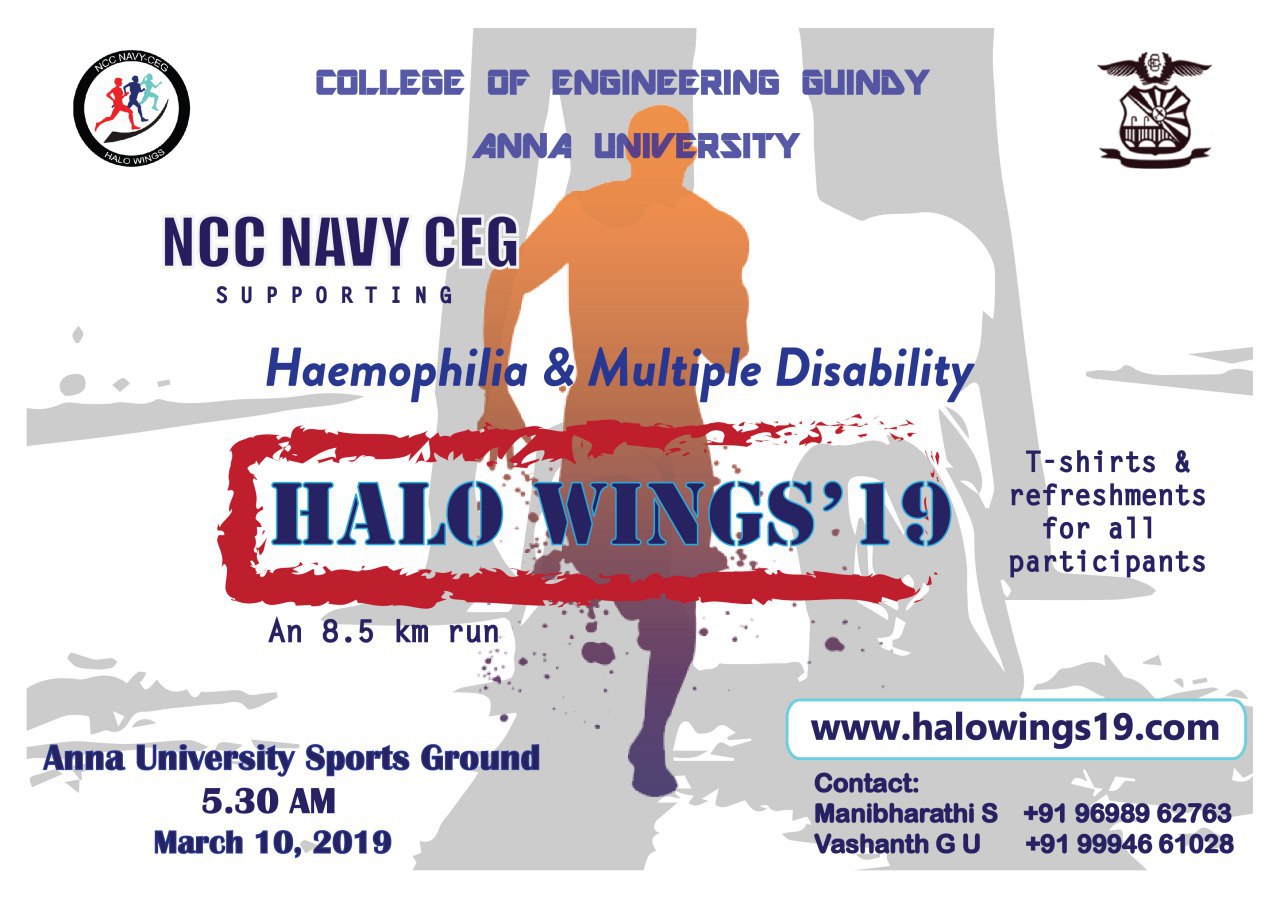 NCC NAVY-CEG
HALO WINGS
COLLEGE OF ENGINEERING GUINDY
ANNA UNIVERSITY
NCC NAVY CEG
SUPPORTING
Haemophilia & Multiple Disability
HALO WINGS’19
An 8.5 km run
T-shirts &
refreshments
for all
participants
Anna University Sports Ground
5.30 AM
March 10, 2019
www.halowings19.com
Contact:
Manibharathi S +91 96989 62763
Vashanth G U +91 99946 61028